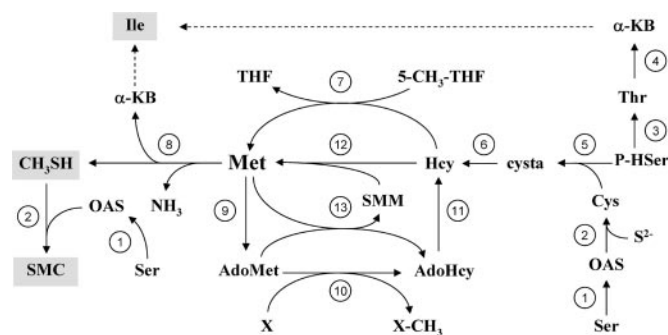 Ile
α-KB
THF
7
5-CH₃-THF
4
α-KB
Thr
3
8
12
6
5
P-HSer
CH₃SH
Met
Hcy
cysta
2
OAS
NH₃
9
SMM
13
11
Cys
2
S²⁻
1
SMC
Ser
AdoMet
AdoHcy
OAS
10
1
X
X-CH₃
Ser